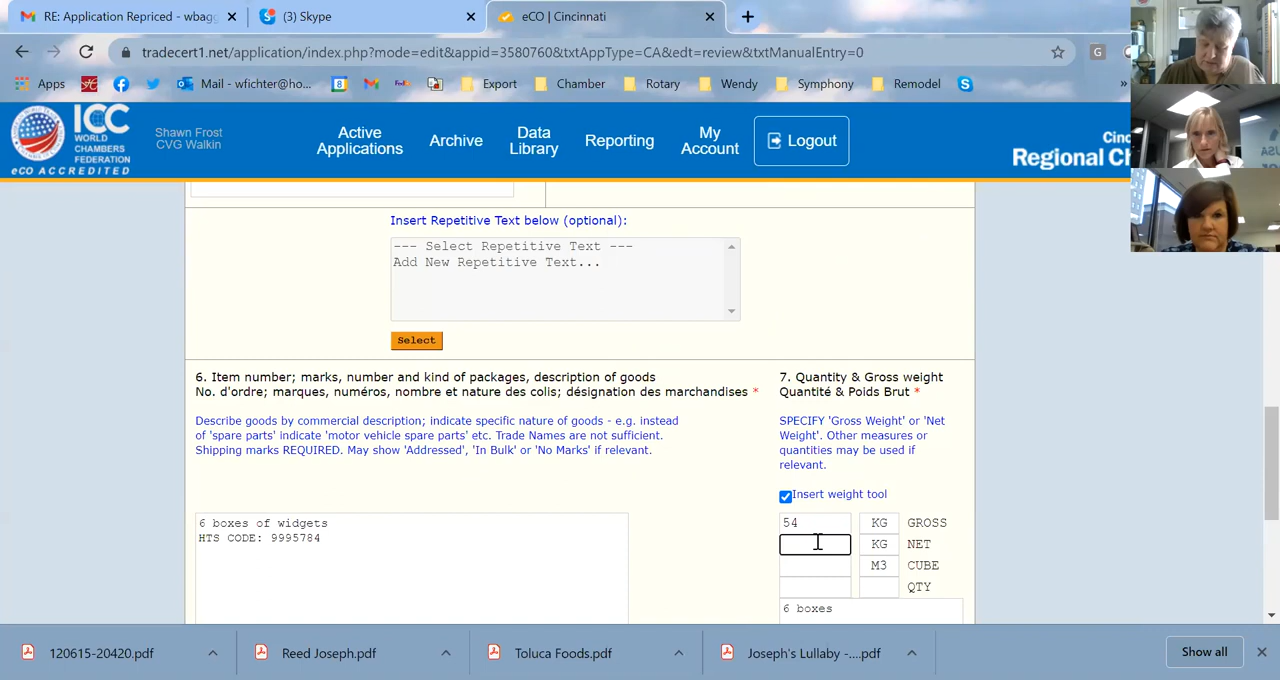 RE: Application Repriced - wbag
(3) Skype
eCO | Cincinnati
tradecert1.net/application/index.php?mode=edit&appid=3580760&txtAppType=CA&edt=review&txtManualEntry=0
G
Apps
Mail - wfichter@ho...
Export
Chamber
Rotary
Wendy
Symphony
Remodel
»
ICC
WORLD
CHAMBERS
FEDERATION
eCO ACCREDITED
Shawn Frost
CVG Walkin
Active
Applications
Archive
Data
Library
Reporting
My
Account
Logout
Cinc
Regional Ch
Insert Repetitive Text below (optional):
--- Select Repetitive Text ---
Add New Repetitive Text...
Select
6. Item number; marks, number and kind of packages, description of goods
No. d'ordre; marques, numéros, nombre et nature des colis; désignation des marchandises *
Describe goods by commercial description; indicate specific nature of goods - e.g. instead
of 'spare parts' indicate 'motor vehicle spare parts' etc. Trade Names are not sufficient.
Shipping marks REQUIRED. May show 'Addressed', 'In Bulk' or 'No Marks' if relevant.
6 boxes of widgets
HTS CODE: 9995784
7. Quantity & Gross weight
Quantité & Poids Brut *
SPECIFY 'Gross Weight' or 'Net
Weight'. Other measures or
quantities may be used if
relevant.
Insert weight tool
54 KG GROSS
KG NET
M3 CUBE
QTY
6 boxes
120615-20420.pdf
Reed Joseph.pdf
Toluca Foods.pdf
Joseph's Lullaby -....pdf
Show all